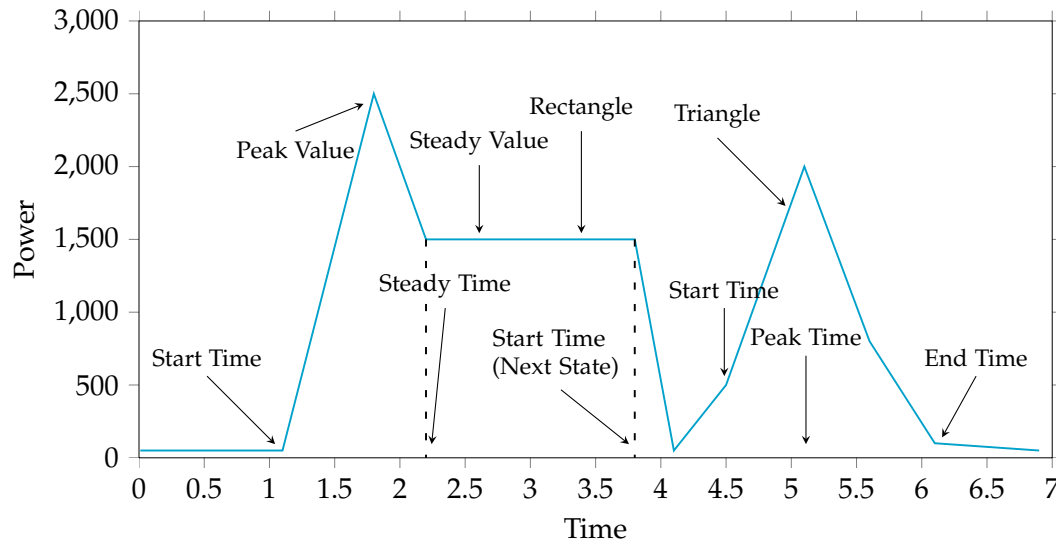 3,000
2,500
2,000
1,500
1,000
500
0
Power
Peak Value
Steady Value
Rectangle
Triangle
Steady Time
Start Time
Start Time
(Next State)
Start Time
Peak Time
End Time
0 0.5 1 1.5 2 2.5 3 3.5 4 4.5 5 5.5 6 6.5 7
Time